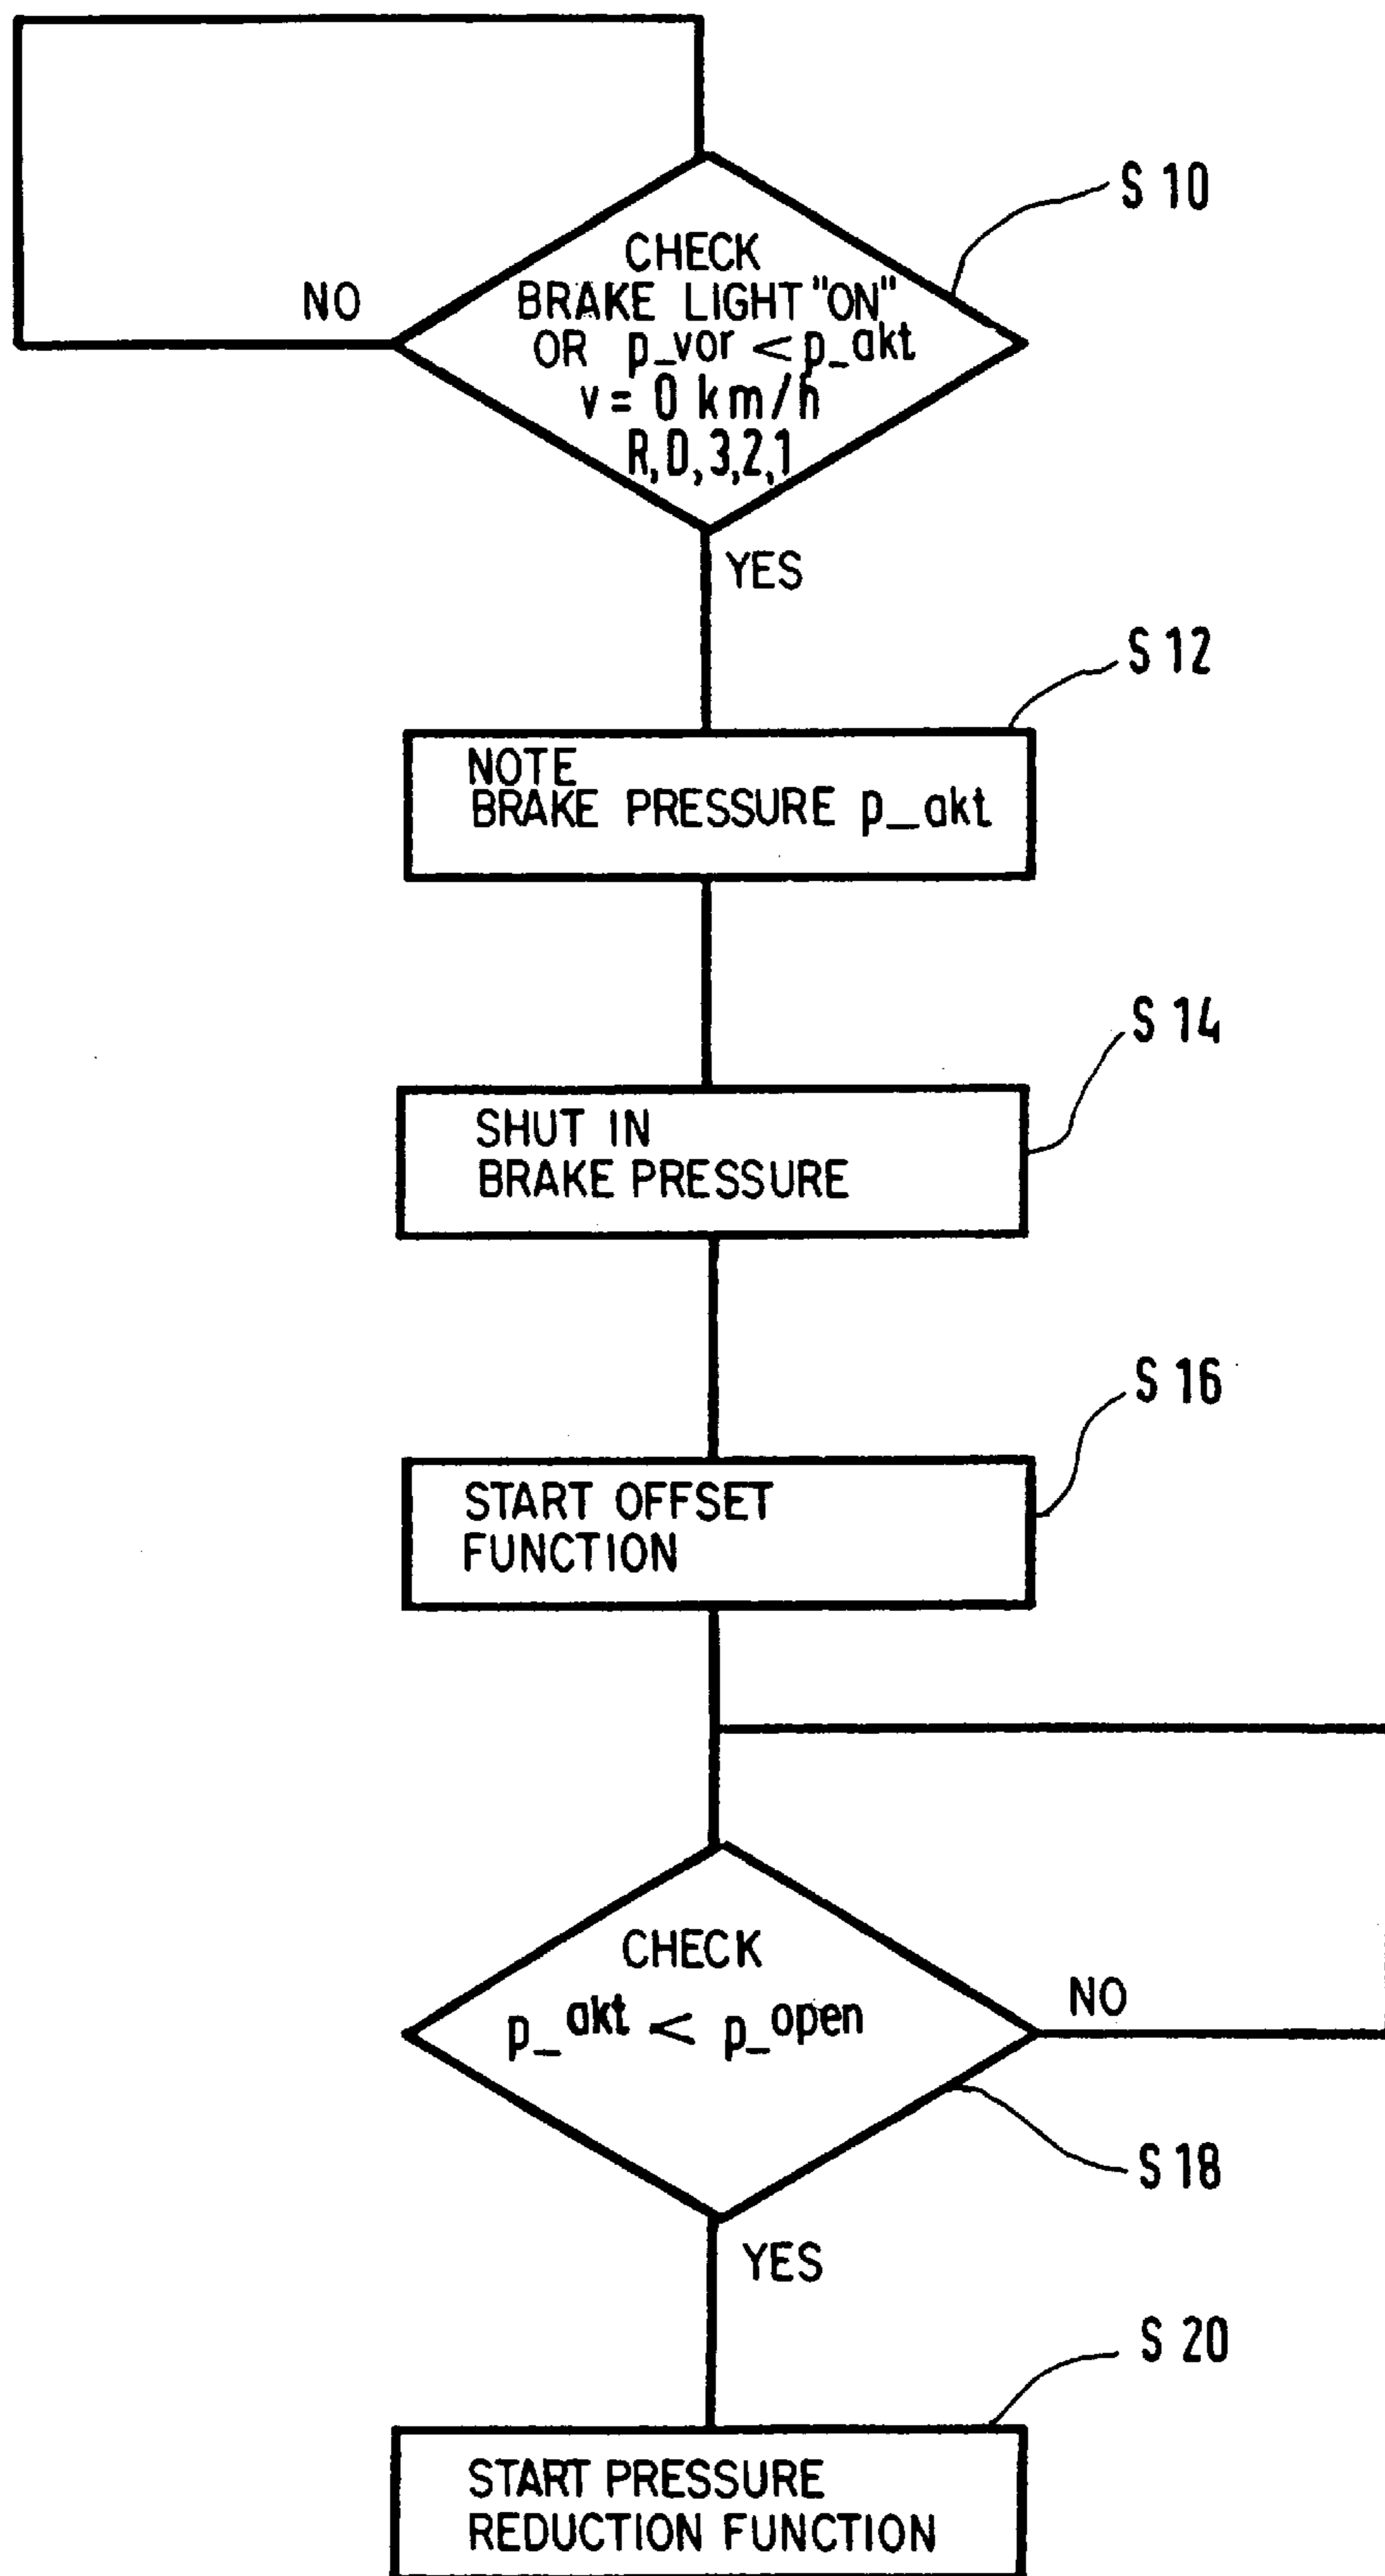 S 10
CHECK
BRAKE LIGHT "ON"
OR p_vor < p_akt
v = 0 km/h
R, D, 3, 2, 1
NO
YES
S 12
NOTE
BRAKE PRESSURE p_akt
S 14
SHUT IN
BRAKE PRESSURE
S 16
START OFFSET
FUNCTION
CHECK
p_akt < p_open
NO
S 18
YES
S 20
START PRESSURE
REDUCTION FUNCTION